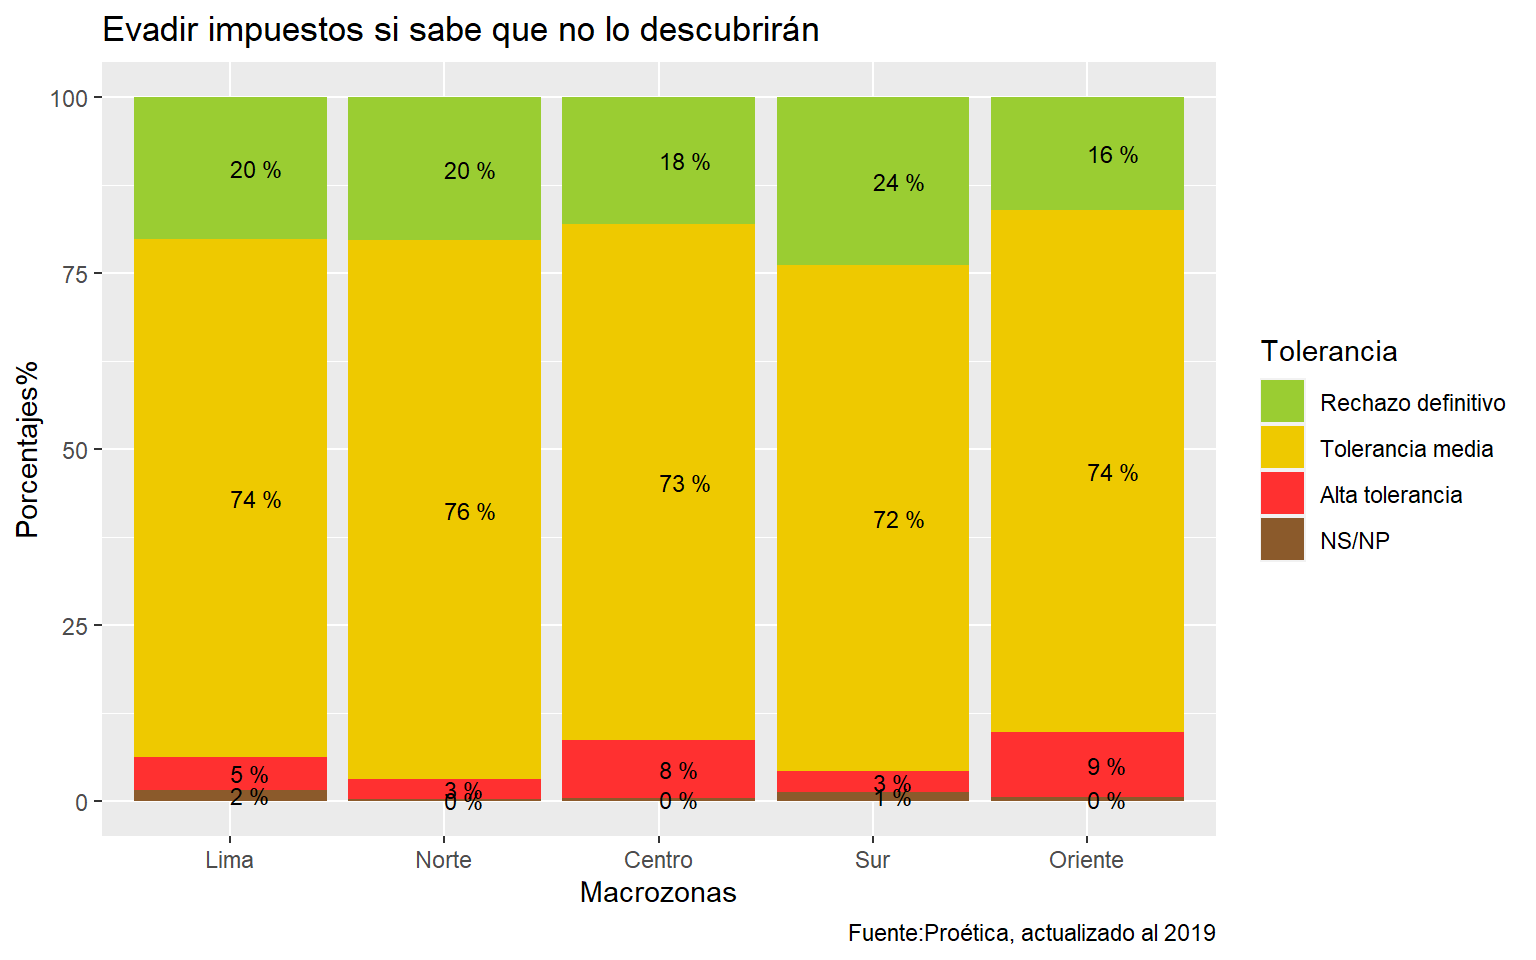 Evadir impuestos si sabe que no lo descubrirán
Porcentajes%
100
75
50
25
0
20 %
20 %
18 %
24 %
16 %
74 %
76 %
73 %
72 %
74 %
5 %
3 %
8 %
3 %
9 %
2 %
0 %
0 %
1 %
0 %
Lima
Norte
Centro
Sur
Oriente
Macrozonas
Tolerancia
Rechazo definitivo
Tolerancia media
Alta tolerancia
NS/NP
Fuente:Proética, actualizado al 2019